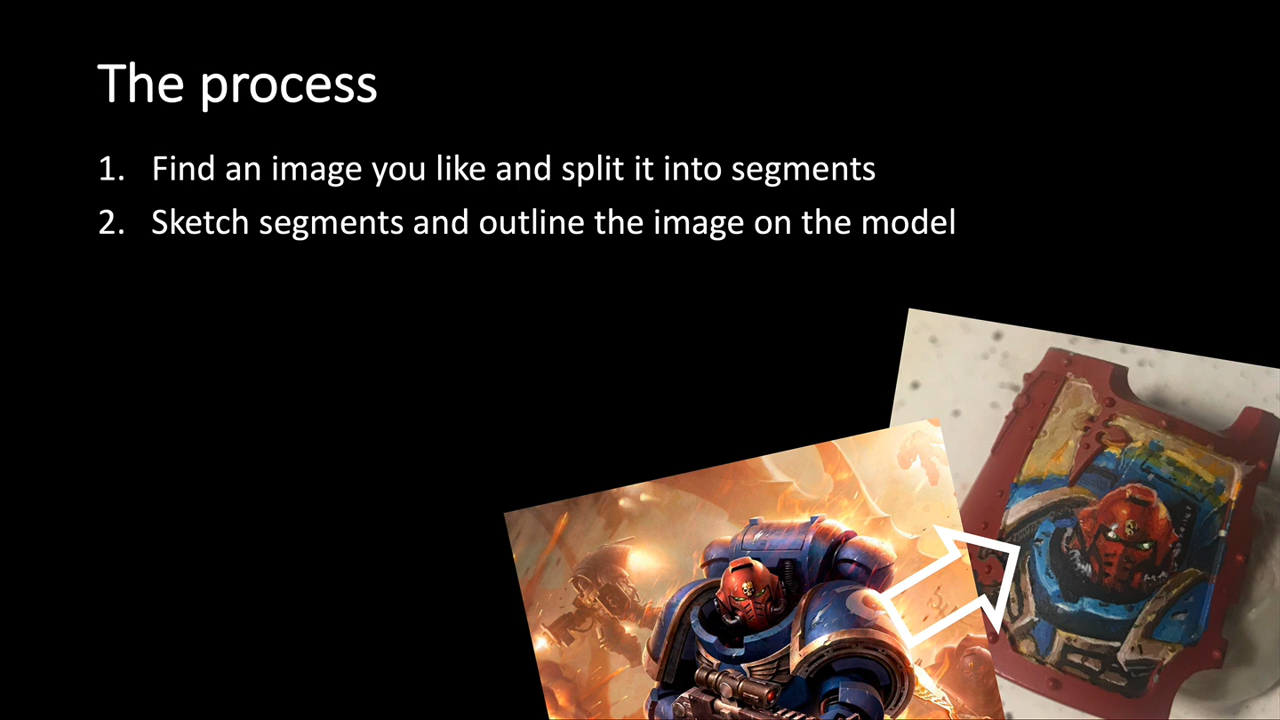 The process
1. Find an image you like and split it into segments
2. Sketch segments and outline the image on the model